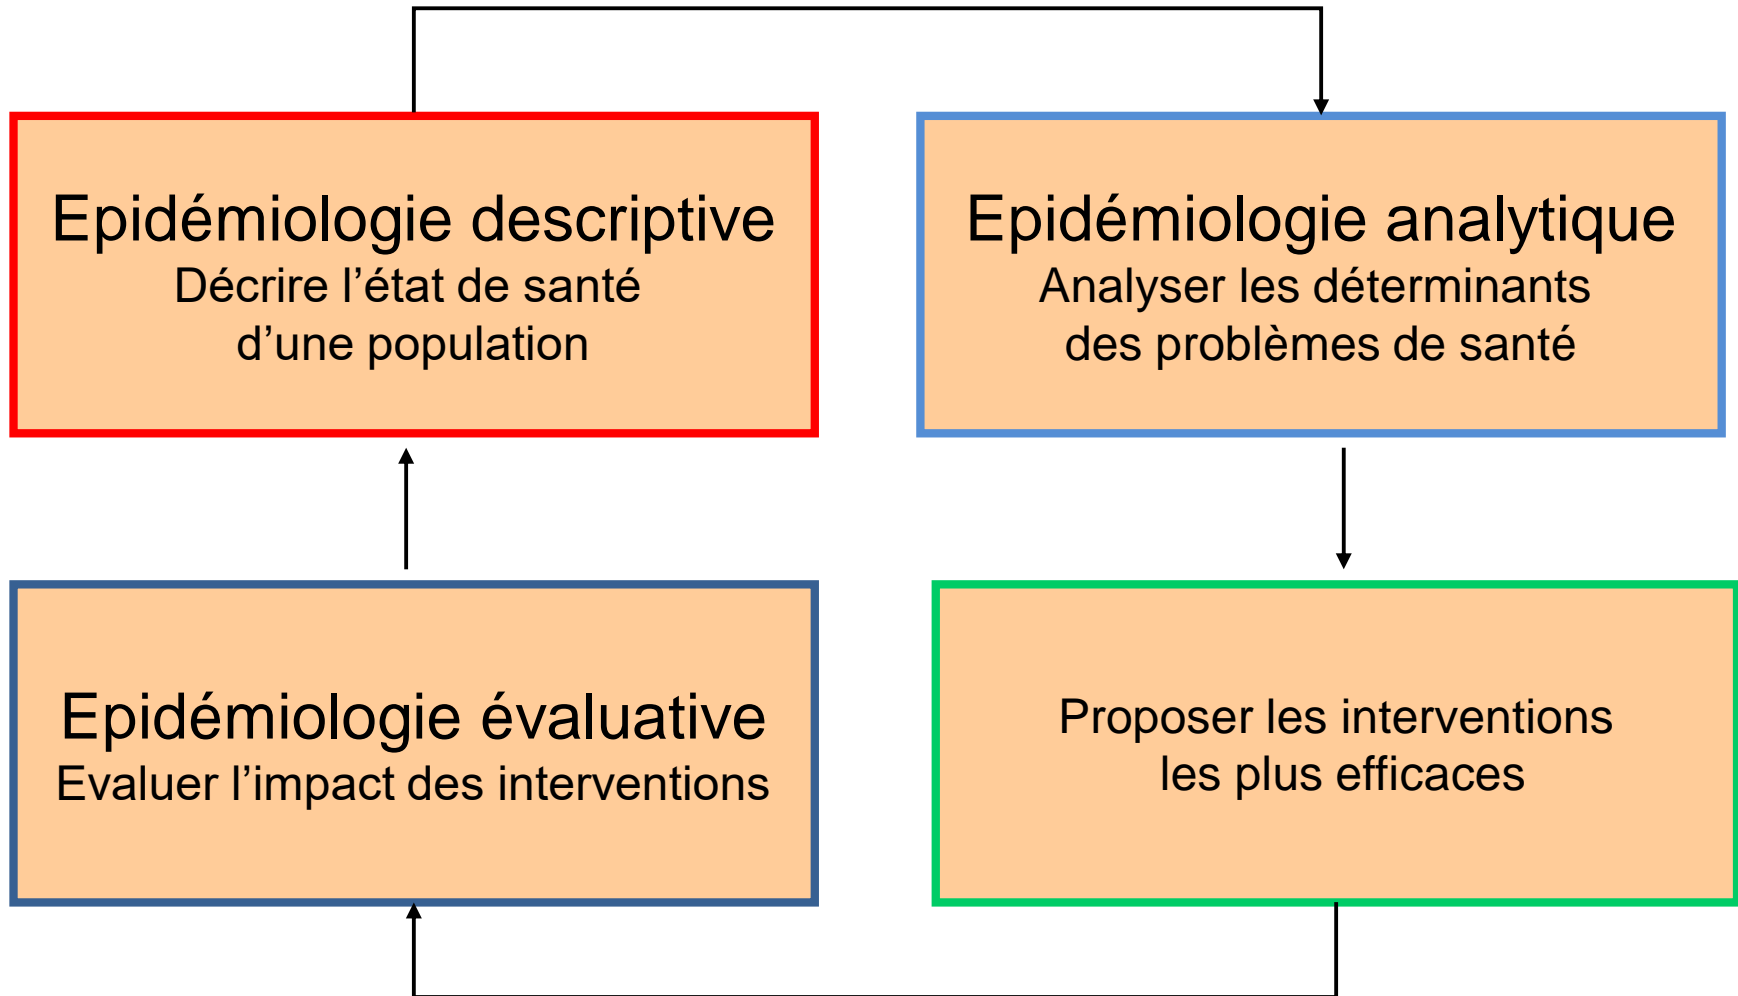 Epidémiologie descriptive
Décrire l’état de santé
d’une population
Epidémiologie analytique
Analyser les déterminants
des problèmes de santé
Epidémiologie évaluative
Evaluer l’impact des interventions
Proposer les interventions
les plus efficaces